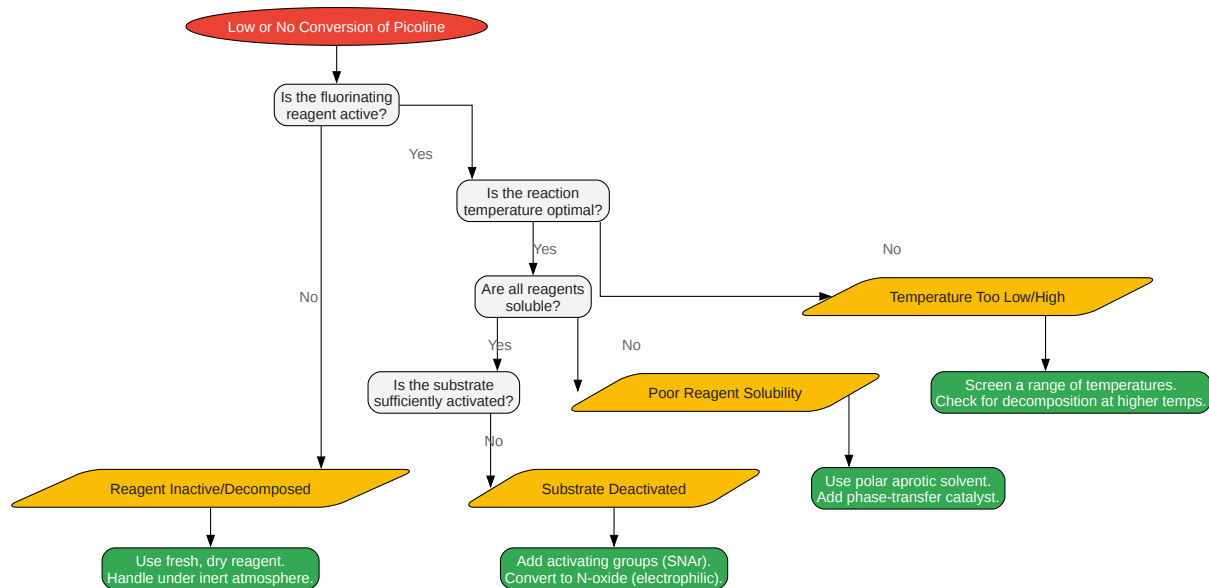 Low or No Conversion of Picoline
Is the fluorinating
reagent active?
Yes
Is the reaction
temperature optimal?
Yes
No
Are all reagents
soluble?
No
Temperature Too Low/High
Yes
No
Is the substrate
sufficiently activated?
Poor Reagent Solubility
Screen a range of temperatures.
Check for decomposition at higher temps.
No
Reagent Inactive/Decomposed
Substrate Deactivated
Use polar aprotic solvent.
Add phase-transfer catalyst.
Use fresh, dry reagent.
Handle under inert atmosphere.
Add activating groups (SNAr).
Convert to N-oxide (electrophilic).